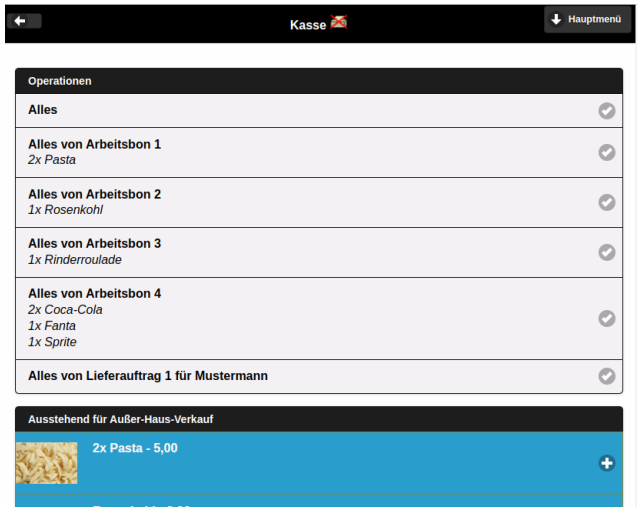 Kasse
Hauptmenü
Operationen
Alles
Alles von Arbeitsbon 1
2x Pasta
Alles von Arbeitsbon 2
1x Rosenkohl
Alles von Arbeitsbon 3
1x Rinderroulade
Alles von Arbeitsbon 4
2x Coca-Cola
1x Fanta
1x Sprite
Alles von Lieferauftrag 1 für Mustermann
Ausstehend für Außer-Haus-Verkauf
2x Pasta - 5,00